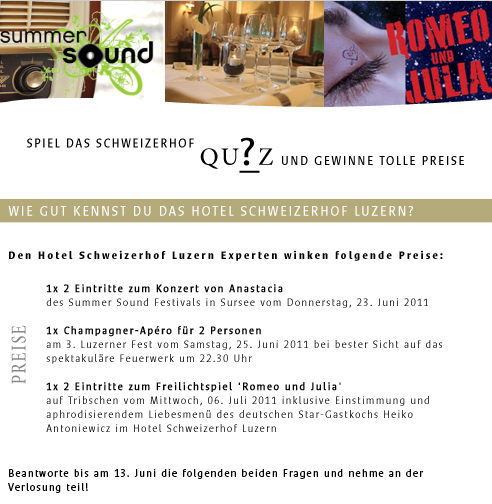 summer
sound
ROMEO
UND
JULIA
SPIEL DAS SCHWEIZERHOF QU?Z UND GEWINNE TOLLE PREISE
WIE GUT KENNST DU DAS HOTEL SCHWEIZERHOF LUZERN?
Den Hotel Schweizerhof Luzern Experten winken folgende Preise:
PREISE
1x 2 Eintritte zum Konzert von Anastacia
des Summer Sound Festivals in Sursee vom Donnerstag, 23. Juni 2011
1x Champagner-Apéro für 2 Personen
am 3. Luzerner Fest vom Samstag, 25. Juni 2011 bei bester Sicht auf das
spektakuläre Feuerwerk um 22.30 Uhr
1x 2 Eintritte zum Freilichtspiel 'Romeo und Julia'
auf Tribschen vom Mittwoch, 06. Juli 2011 inklusive Einstimmung und
aphrodisierendem Liebesmenü des deutschen Star-Gastkochs Heiko
Antoniewicz im Hotel Schweizerhof Luzern
Beantworte bis am 13. Juni die folgenden beiden Fragen und nehme an der
Verlosung teil!